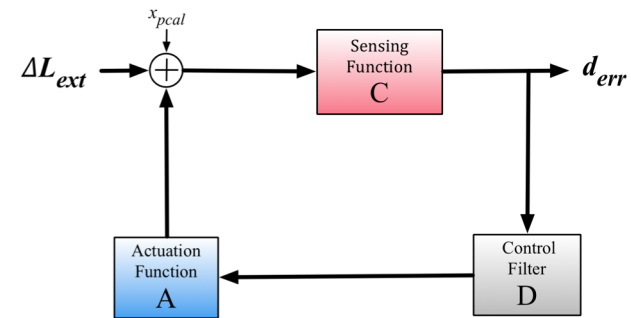 x_pcal
ΔL_ext
+
Sensing
Function
C
d_err
Actuation
Function
A
Control
Filter
D